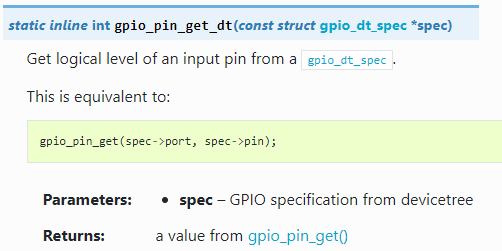 static inline int gpio_pin_get_dt(const struct gpio_dt_spec *spec)
Get logical level of an input pin from a gpio_dt_spec.
This is equivalent to:
gpio_pin_get(spec->port, spec->pin);
Parameters: • spec – GPIO specification from devicetree
Returns: a value from gpio_pin_get()